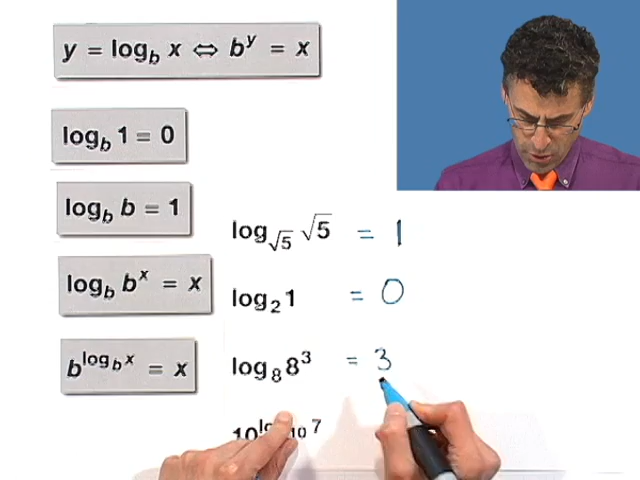 y = log_b x ⇔ b^y = x
log_b 1 = 0
log_b b = 1
log_b b^x = x
b^{log_b x} = x
log_{√5} √5 = 1
log_2 1 = 0
log_8 8^3 = 3